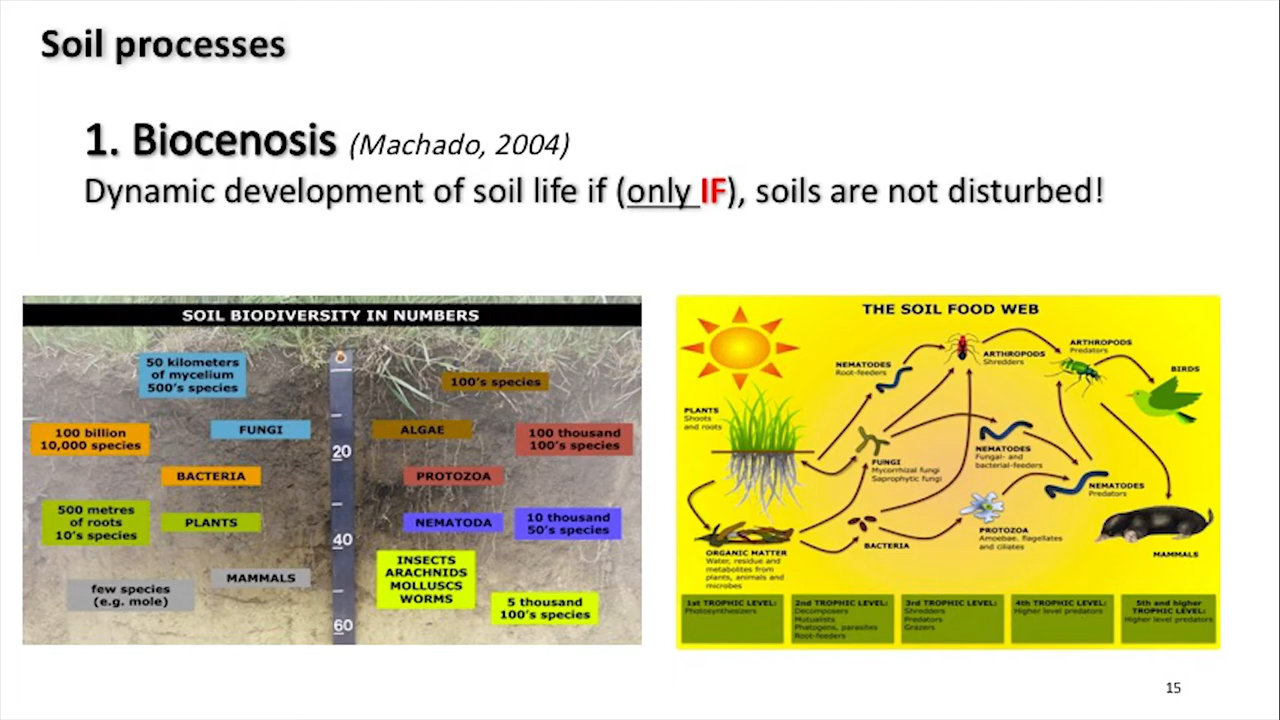 Soil processes
1. Biocenosis (Machado, 2004)
Dynamic development of soil life if (only IF), soils are not disturbed!
SOIL BIODIVERSITY IN NUMBERS
50 kilometers
of mycelium
500's species
100's species
FUNGI
ALGAE
100 billion
10,000 species
100 thousand
100's species
20
BACTERIA
PROTOZOA
500 metres
of roots
10's species
PLANTS
NEMATODA
10 thousand
50's species
40
MAMMALS
few species
(e.g. mole)
INSECTS
ARACHNIDS
MOLLUSCS
WORMS
5 thousand
100's species
60
THE SOIL FOOD WEB
NEMATODES
Root-feeders
ARTHROPODS
Shredders
ARTHROPODS
Predators
BIRDS
PLANTS
Shoots
and roots
FUNGI
Mycorrhizal fungi
Saprophytic fungi
NEMATODES
Fungal- and
bacterial-feeders
NEMATODES
Predators
ORGANIC MATTER
Water, residue and
metabolites from
plants, animals and
microbes
BACTERIA
PROTOZOA
Amoebae, flagellates
and ciliates
MAMMALS
1st TROPHIC LEVEL:
Photosynthesizers
2nd TROPHIC LEVEL:
Decomposers
Mutualists
Phatogens, parasites
Root-feeders
3rd TROPHIC LEVEL:
Shredders
Predators
Grazers
4th TROPHIC LEVEL:
Higher level predators
5th and higher
TROPHIC LEVEL:
Higher level predators
15